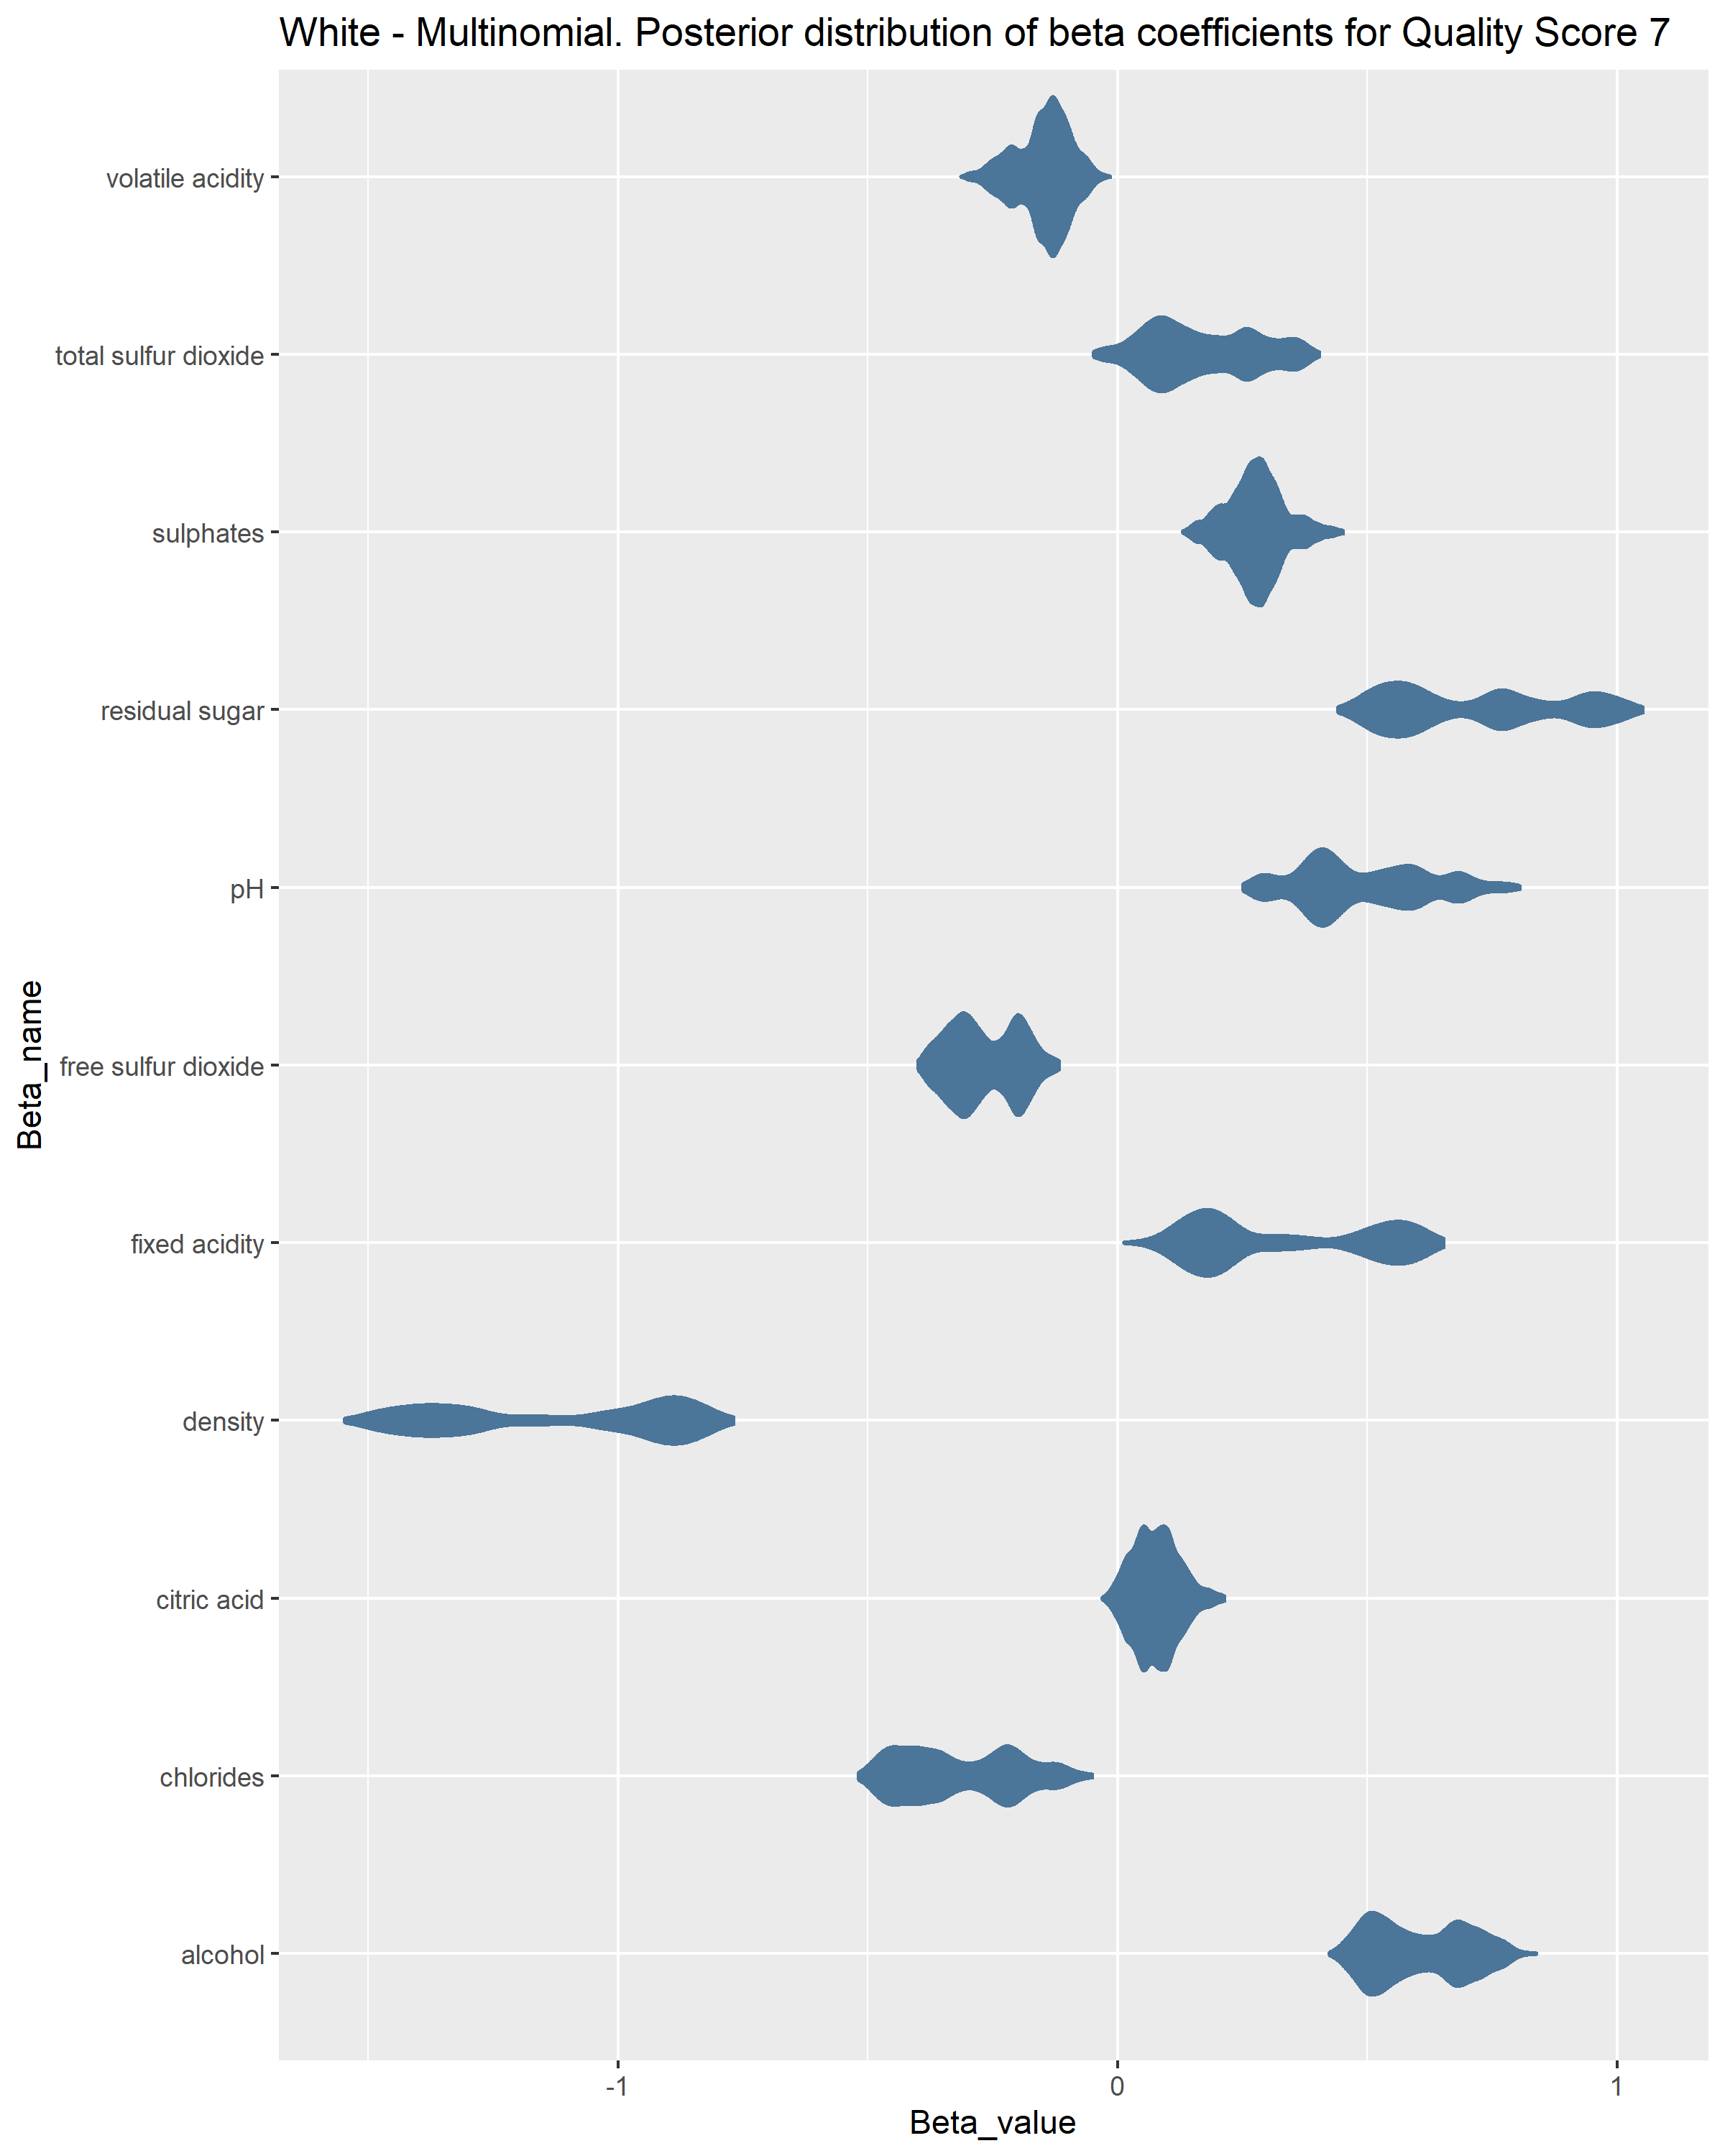 White - Multinomial. Posterior distribution of beta coefficients for Quality Score 7
volatile acidity
total sulfur dioxide
sulphates
residual sugar
pH
free sulfur dioxide
fixed acidity
density
citric acid
chlorides
alcohol
Beta_name
-1 0 1
Beta_value